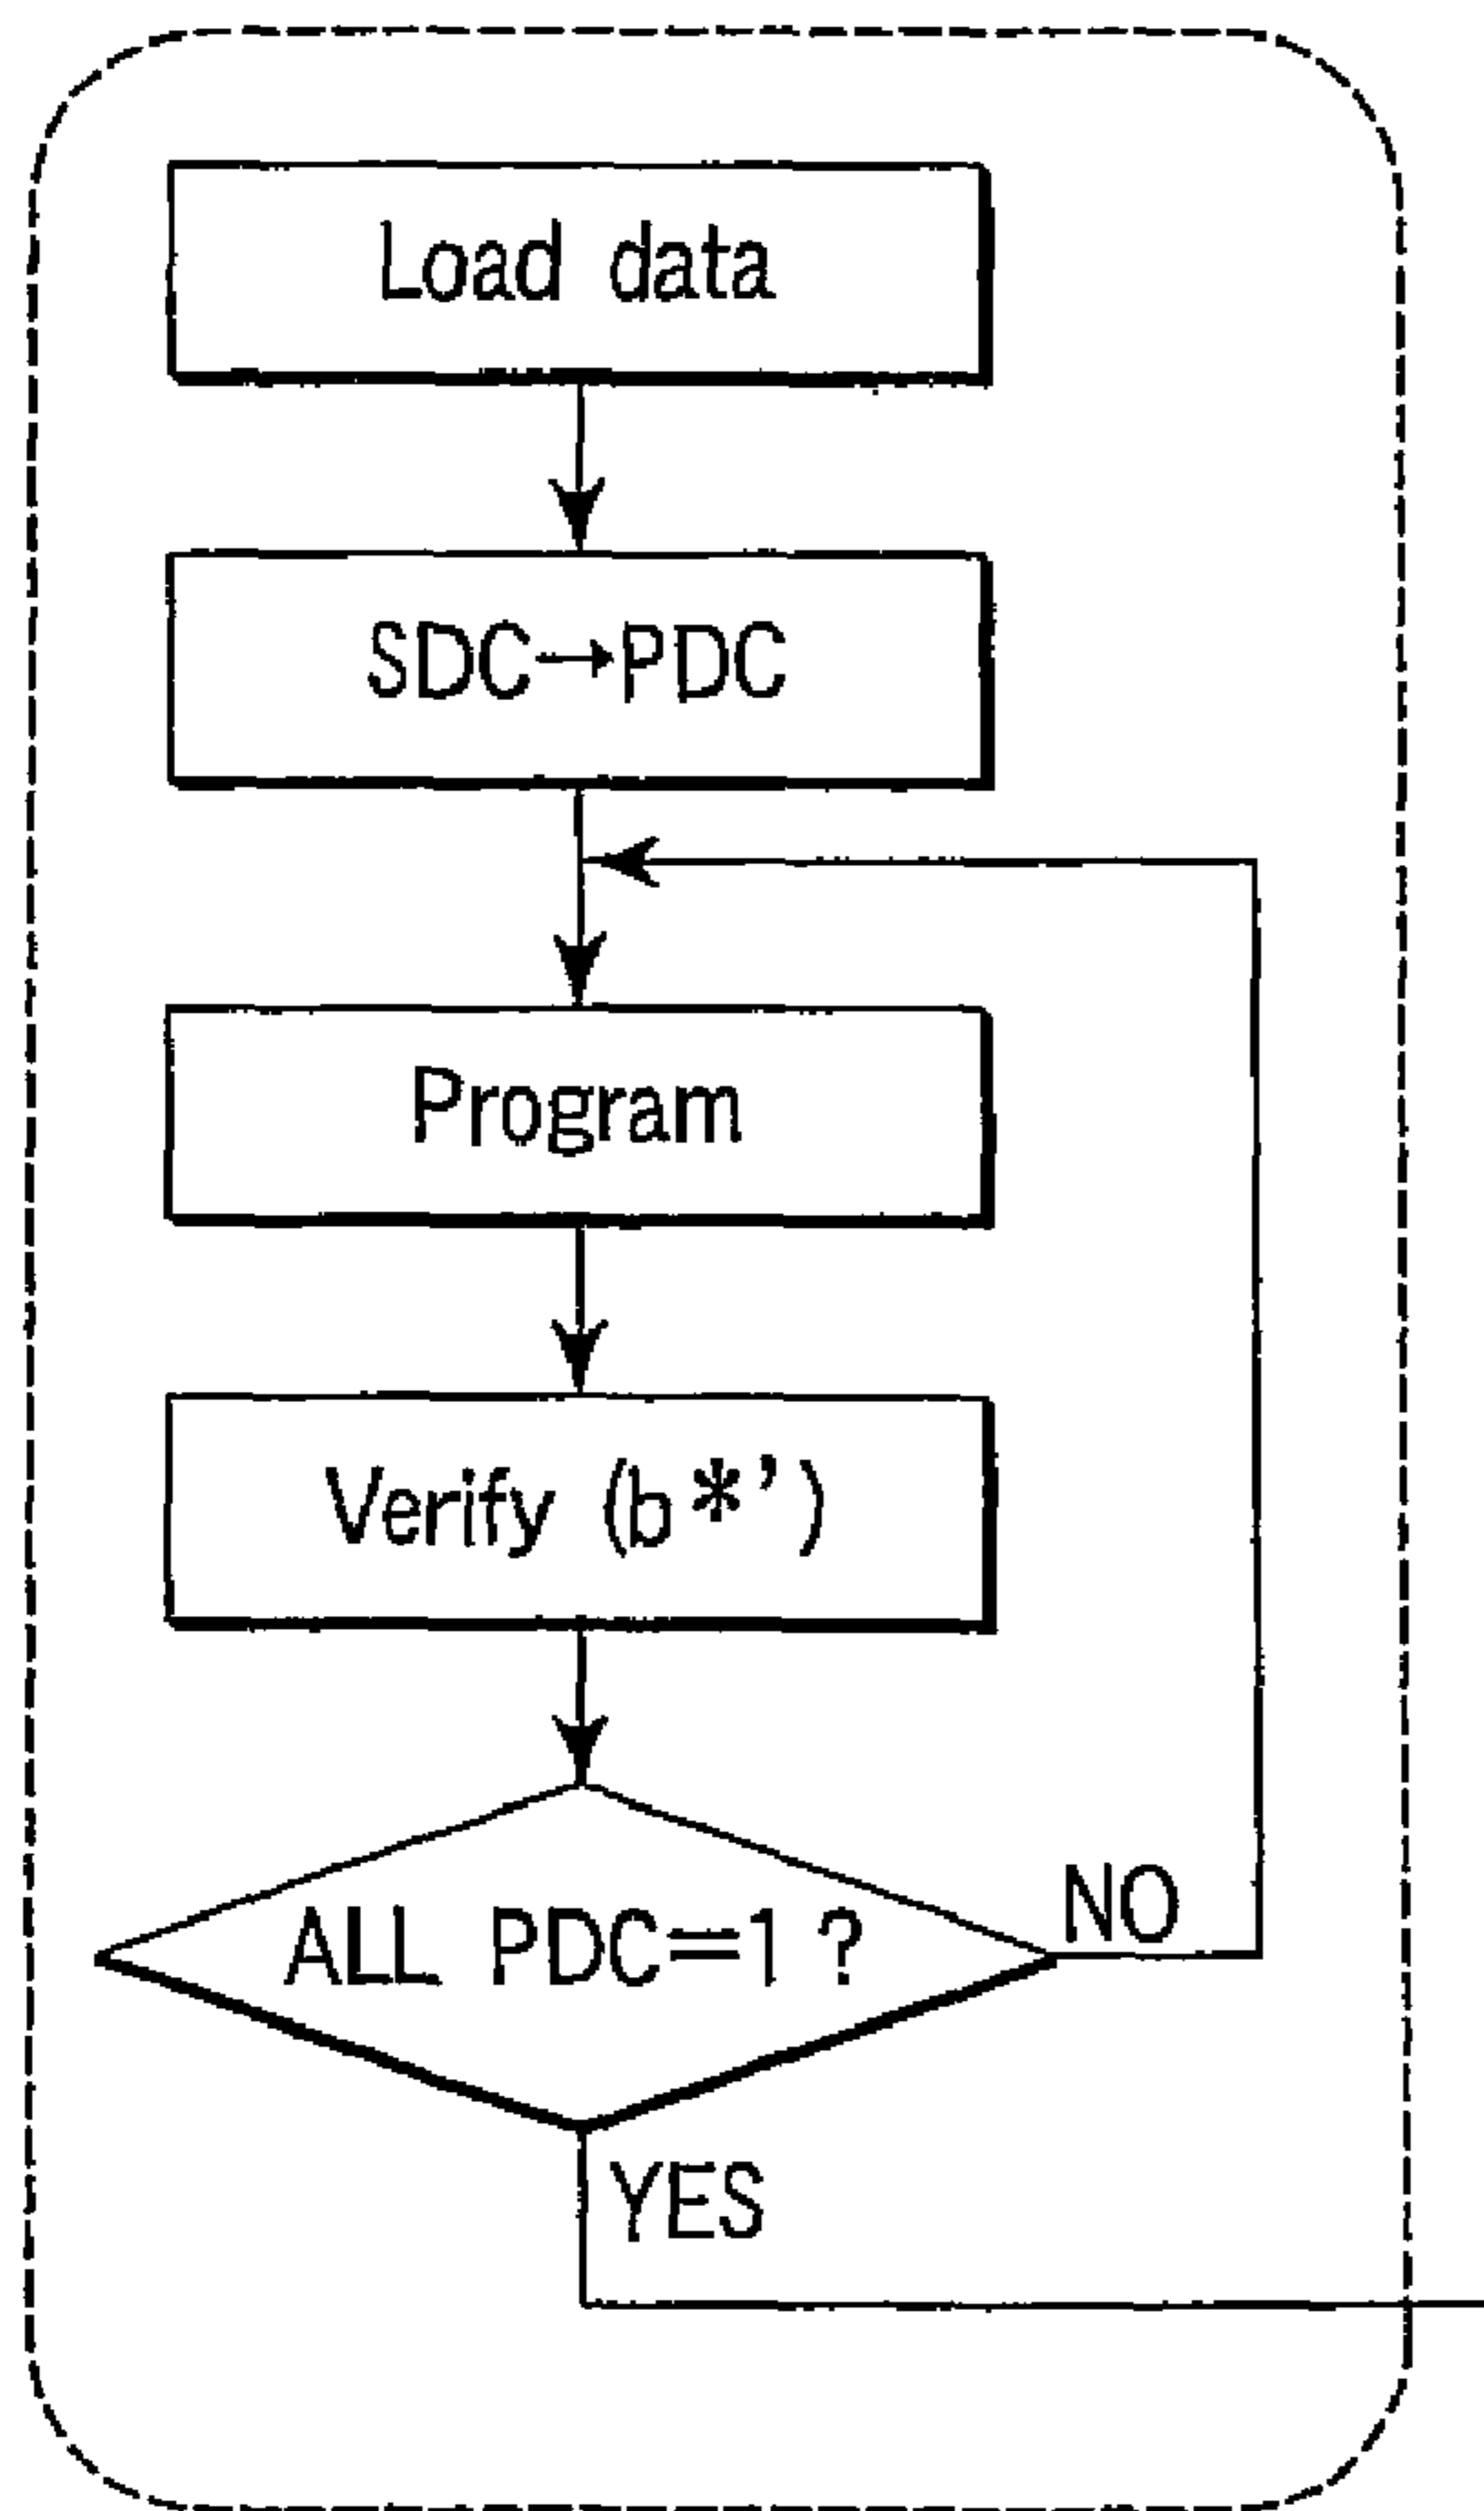 Load data
SDC→PDC
Program
Verify (b*')
ALL PDC=1 ?
NO
YES